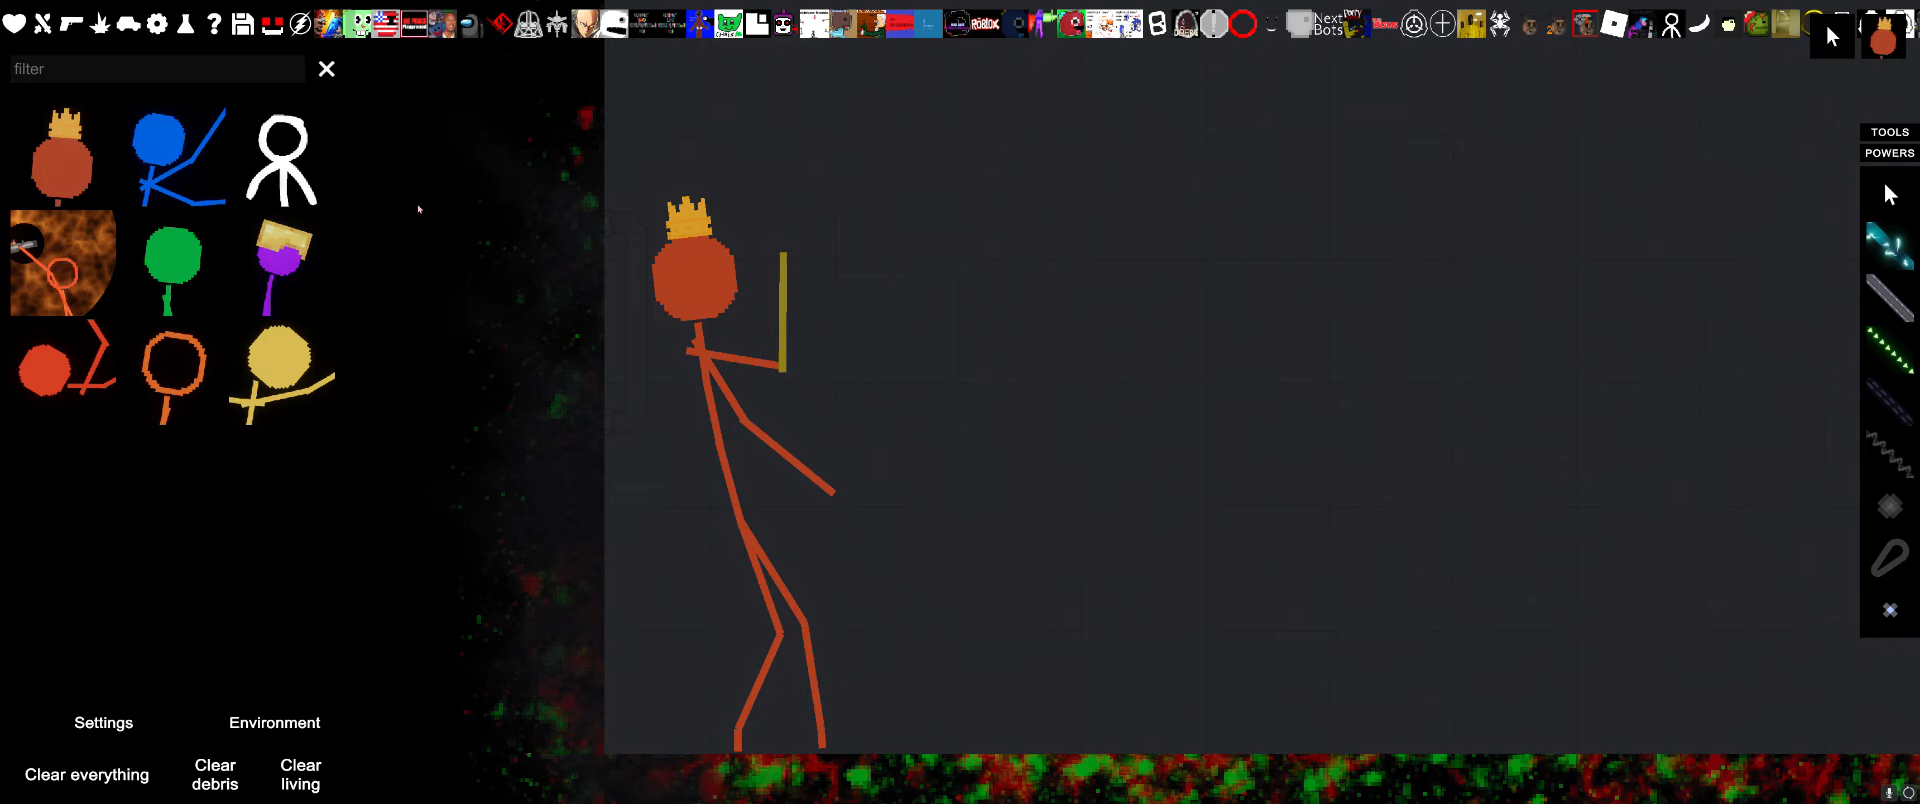 Next
Bots
ROBLOX
filter
TOOLS
POWERS
Settings
Environment
Clear everything
Clear
debris
Clear
living